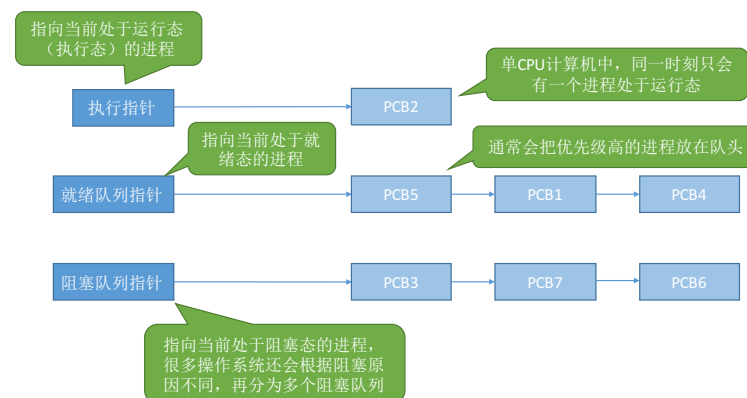 指向当前处于运行态
（执行态）的进程
单CPU计算机中，同一时刻只会
有一个进程处于运行态
执行指针
PCB2
指向当前处于就
绪态的进程
通常会把优先级高的进程放在队头
就绪队列指针
PCB5
PCB1
PCB4
阻塞队列指针
PCB3
PCB7
PCB6
指向当前处于阻塞态的进程，
很多操作系统还会根据阻塞原
因不同，再分为多个阻塞队列